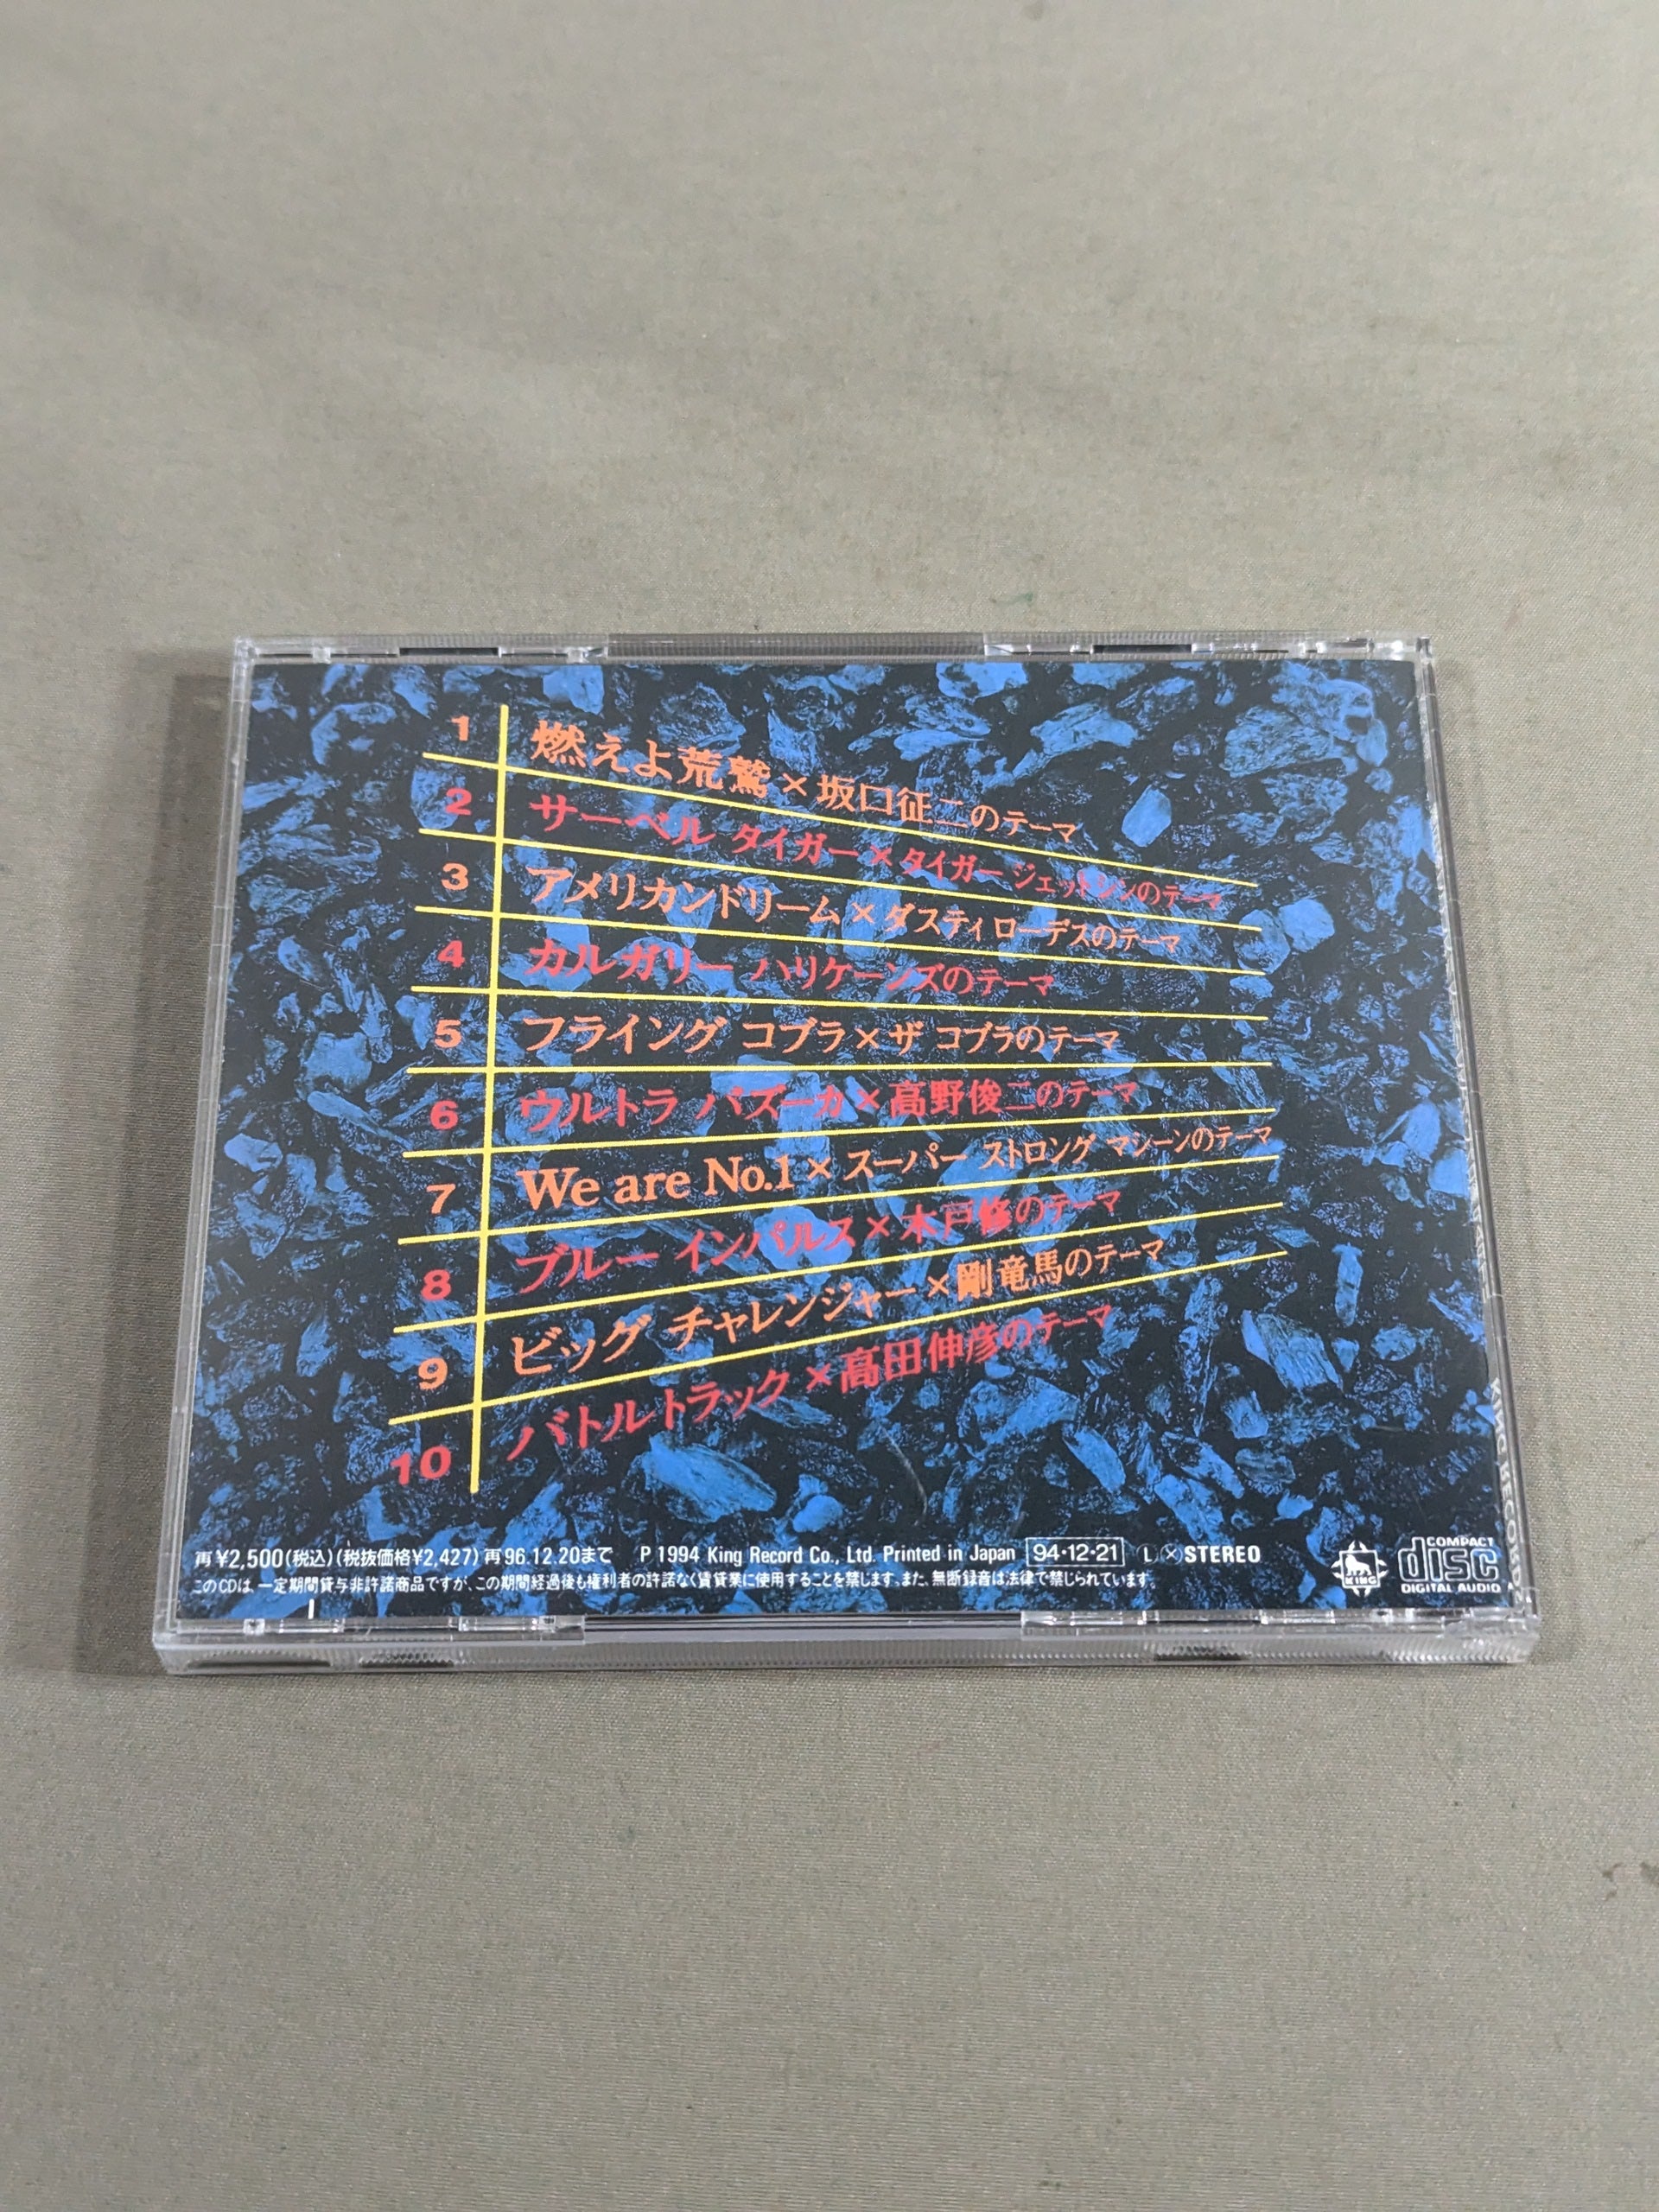 1 燃えよ荒鷲×坂口征二のテーマ
2 サーベル タイガー×タイガー ジェット シンのテーマ
3 アメリカンドリーム×ダスティ ローデスのテーマ
4 カルガリー ハリケーンズのテーマ
5 フライング コブラ×ザ コブラのテーマ
6 ウルトラ バズーカ×高野俊二のテーマ
7 We are No.1×スーパー ストロング マシーンのテーマ
8 ブルー インパルス×木戸修のテーマ
9 ビッグ チャレンジャー×剛竜馬のテーマ
10 バトルトラック×高田伸彦のテーマ
再¥2,500(税込)(税抜価格¥2,427)再96.12.20まで P 1994 King Record Co., Ltd. Printed in Japan 94・12・21 L X STEREO
このCDは、一定期間貸与非許諾商品ですが、この期間経過後も権利者の許諾なく賃貸業に使用することを禁じます。また、無断録音は法律で禁じられています。
KING
COMPACT
disc
DIGITAL AUDIO